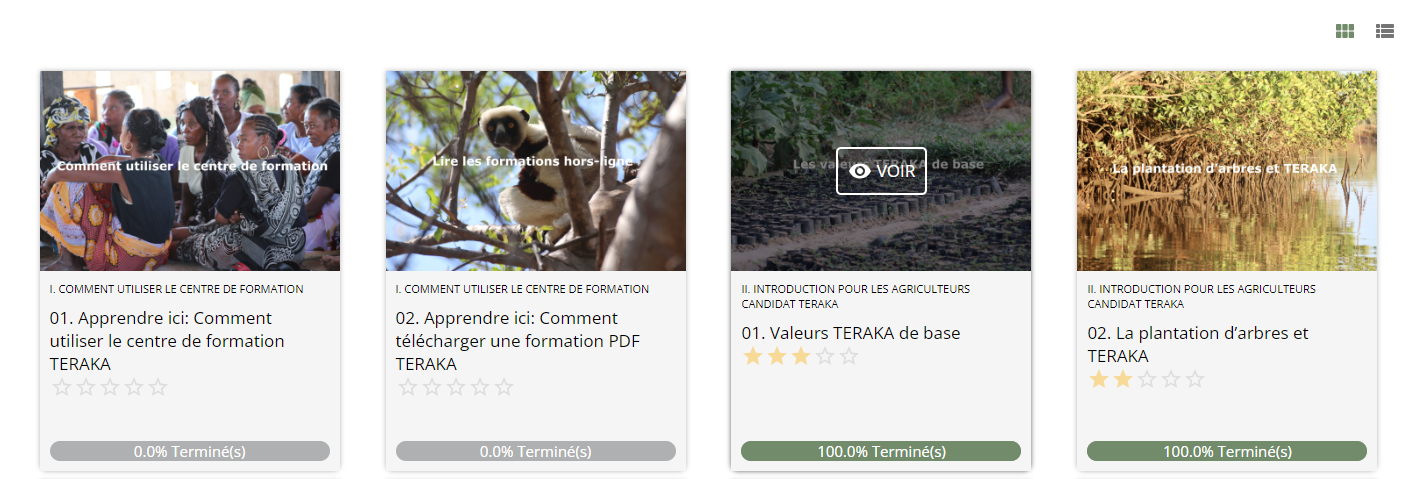 Comment utiliser le centre de formation
I. COMMENT UTILISER LE CENTRE DE FORMATION
01. Apprendre ici: Comment
utiliser le centre de formation
TERAKA
0.0% Terminé(s)
Lire les formations hors-ligne
I. COMMENT UTILISER LE CENTRE DE FORMATION
02. Apprendre ici: Comment
télécharger une formation PDF
TERAKA
0.0% Terminé(s)
Les valeurs TERAKA de base
VOIR
II. INTRODUCTION POUR LES AGRICULTEURS
CANDIDAT TERAKA
01. Valeurs TERAKA de base
100.0% Terminé(s)
La plantation d'arbres et TERAKA
II. INTRODUCTION POUR LES AGRICULTEURS
CANDIDAT TERAKA
02. La plantation d’arbres et
TERAKA
100.0% Terminé(s)